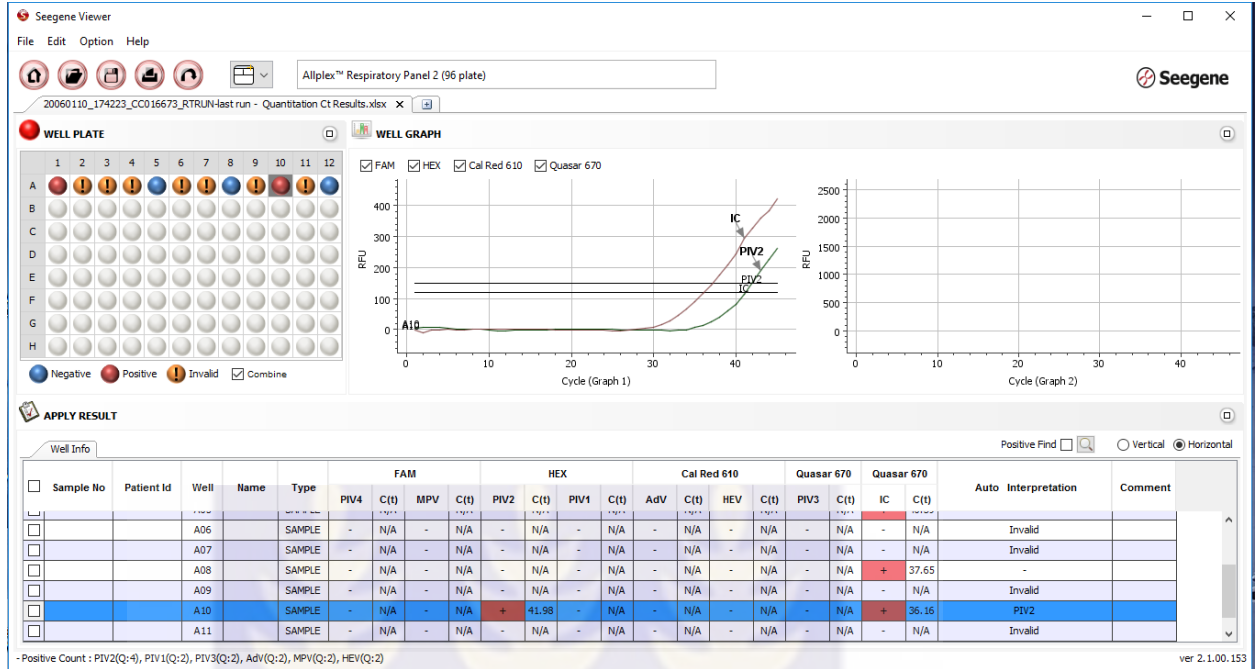 Seegene Viewer
File Edit Option Help
Allplex™ Respiratory Panel 2 (96 plate)
Seegene
20060110_174223_CC016673_RTRUN-last run - Quantitation Ct Results.xlsx X
WELL PLATE
1 2 3 4 5 6 7 8 9 10 11 12
A
B
C
D
E
F
G
H
Negative Positive Invalid Combine
WELL GRAPH
FAM HEX Cal Red 610 Quasar 670
RFU
400
300
200
100
0
IC
PIV2
PIV2
IC
A10
0 10 20 30 40
Cycle (Graph 1)
RFU
2500
2000
1500
1000
500
0
0 10 20 30 40
Cycle (Graph 2)
APPLY RESULT
Well Info
Positive Find Vertical Horizontal
FAM HEX Cal Red 610 Quasar 670 Quasar 670
Sample No Patient Id Well Name Type PIV4 C(t) MPV C(t) PIV2 C(t) PIV1 C(t) AdV C(t) HEV C(t) PIV3 C(t) IC C(t) Auto Interpretation Comment
A06 SAMPLE - N/A - N/A - N/A - N/A - N/A - N/A - N/A - N/A Invalid
A07 SAMPLE - N/A - N/A - N/A - N/A - N/A - N/A - N/A - N/A Invalid
A08 SAMPLE - N/A - N/A - N/A - N/A - N/A - N/A - N/A + 37.65 -
A09 SAMPLE - N/A - N/A - N/A - N/A - N/A - N/A - N/A - N/A Invalid
A10 SAMPLE - N/A - N/A + 41.98 - N/A - N/A - N/A - N/A + 36.16 PIV2
A11 SAMPLE - N/A - N/A - N/A - N/A - N/A - N/A - N/A - N/A Invalid
- Positive Count : PIV2(Q:4), PIV1(Q:2), PIV3(Q:2), AdV(Q:2), MPV(Q:2), HEV(Q:2)
ver 2.1.00.153